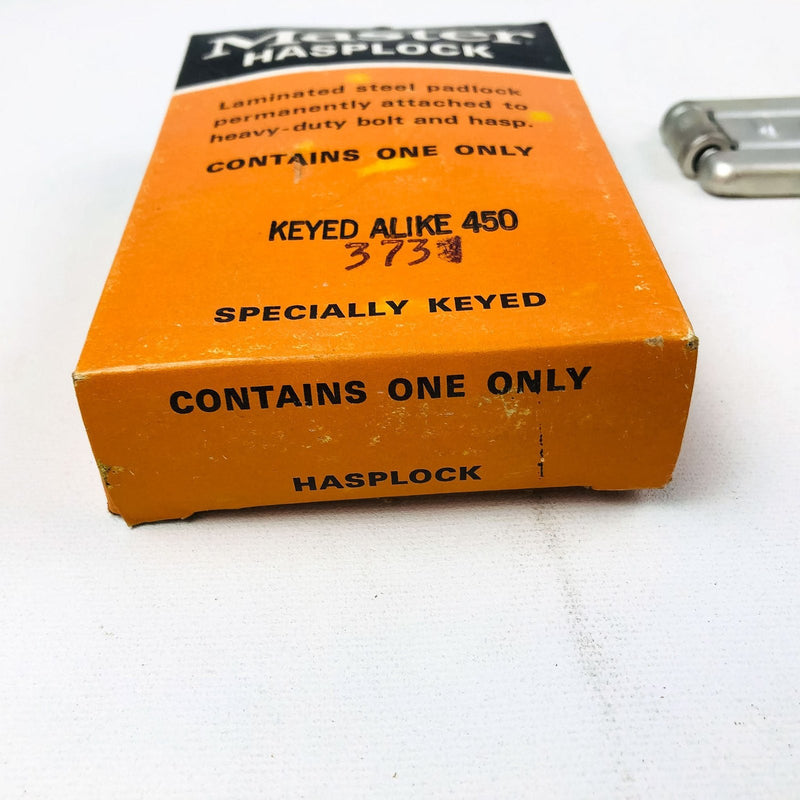 Master
HASPLOCK
Laminated steel padlock
permanently attached to
heavy-duty bolt and hasp.
CONTAINS ONE ONLY
KEYED ALIKE 450
373
SPECIALLY KEYED
CONTAINS ONE ONLY
HASPLOCK